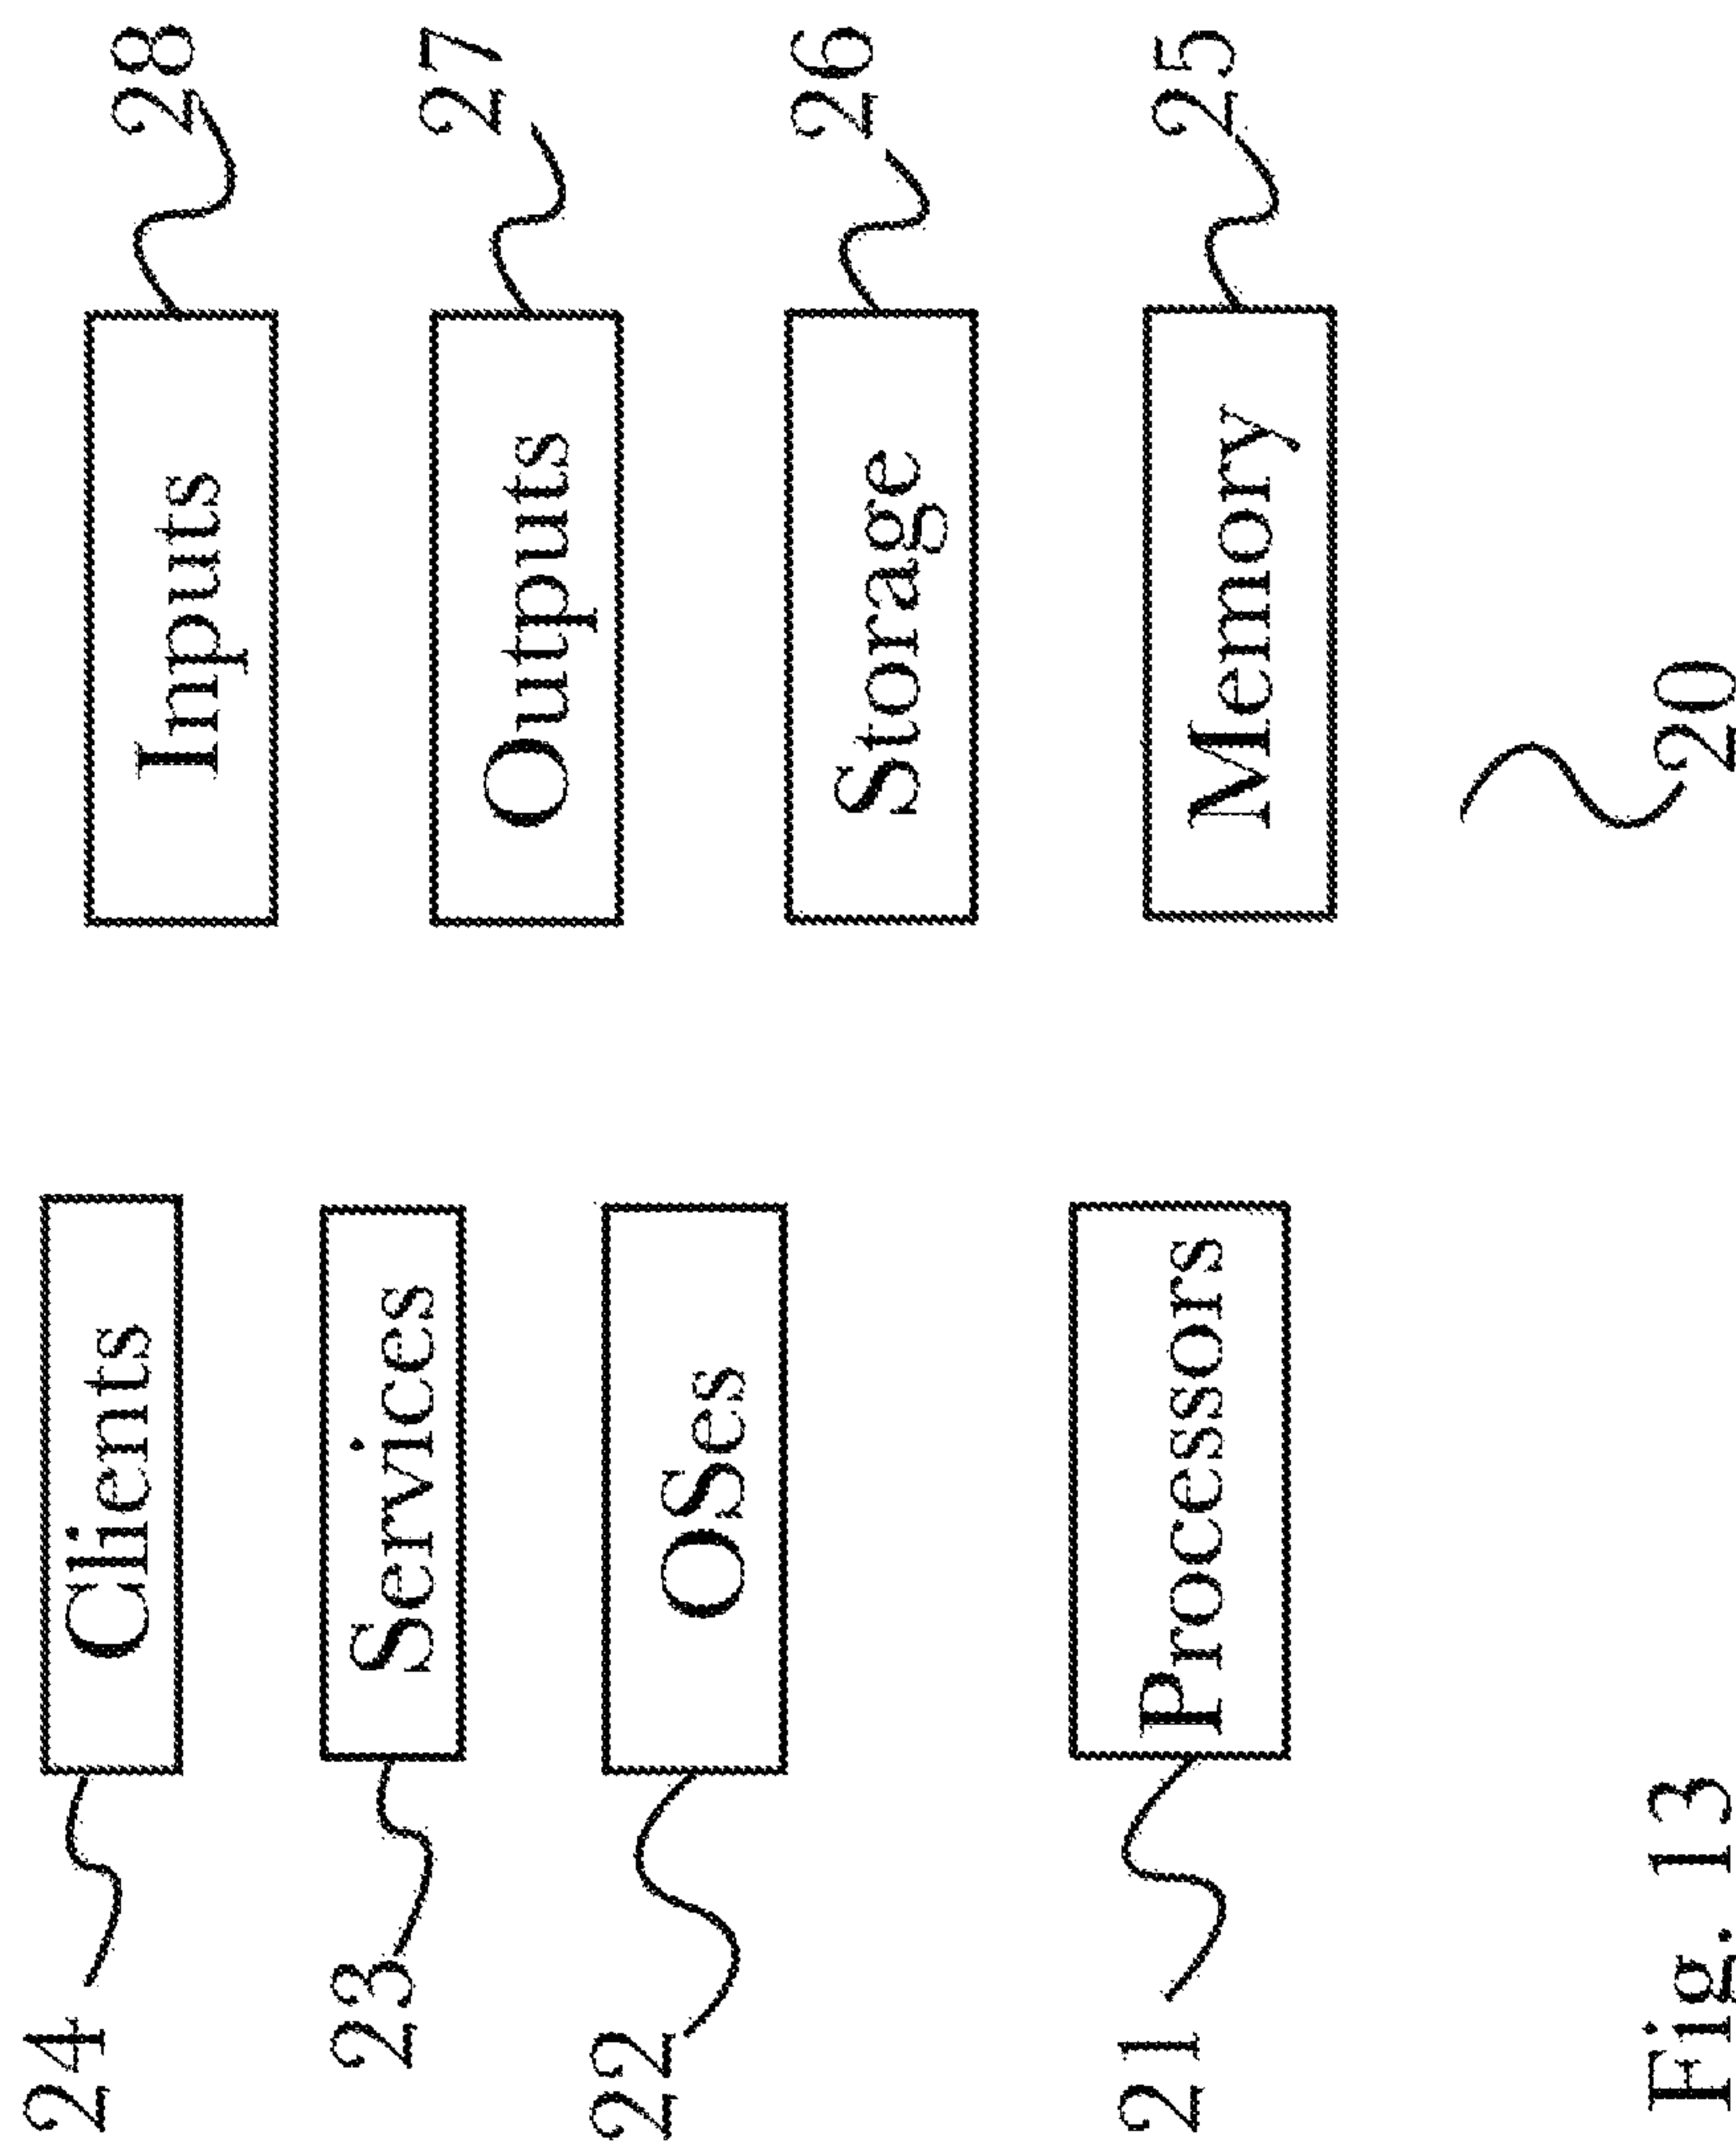 24 Clients Inputs 28
23 Services Outputs 27
22 OSes Storage 26
21 Processors Memory 25
Fig. 13 20